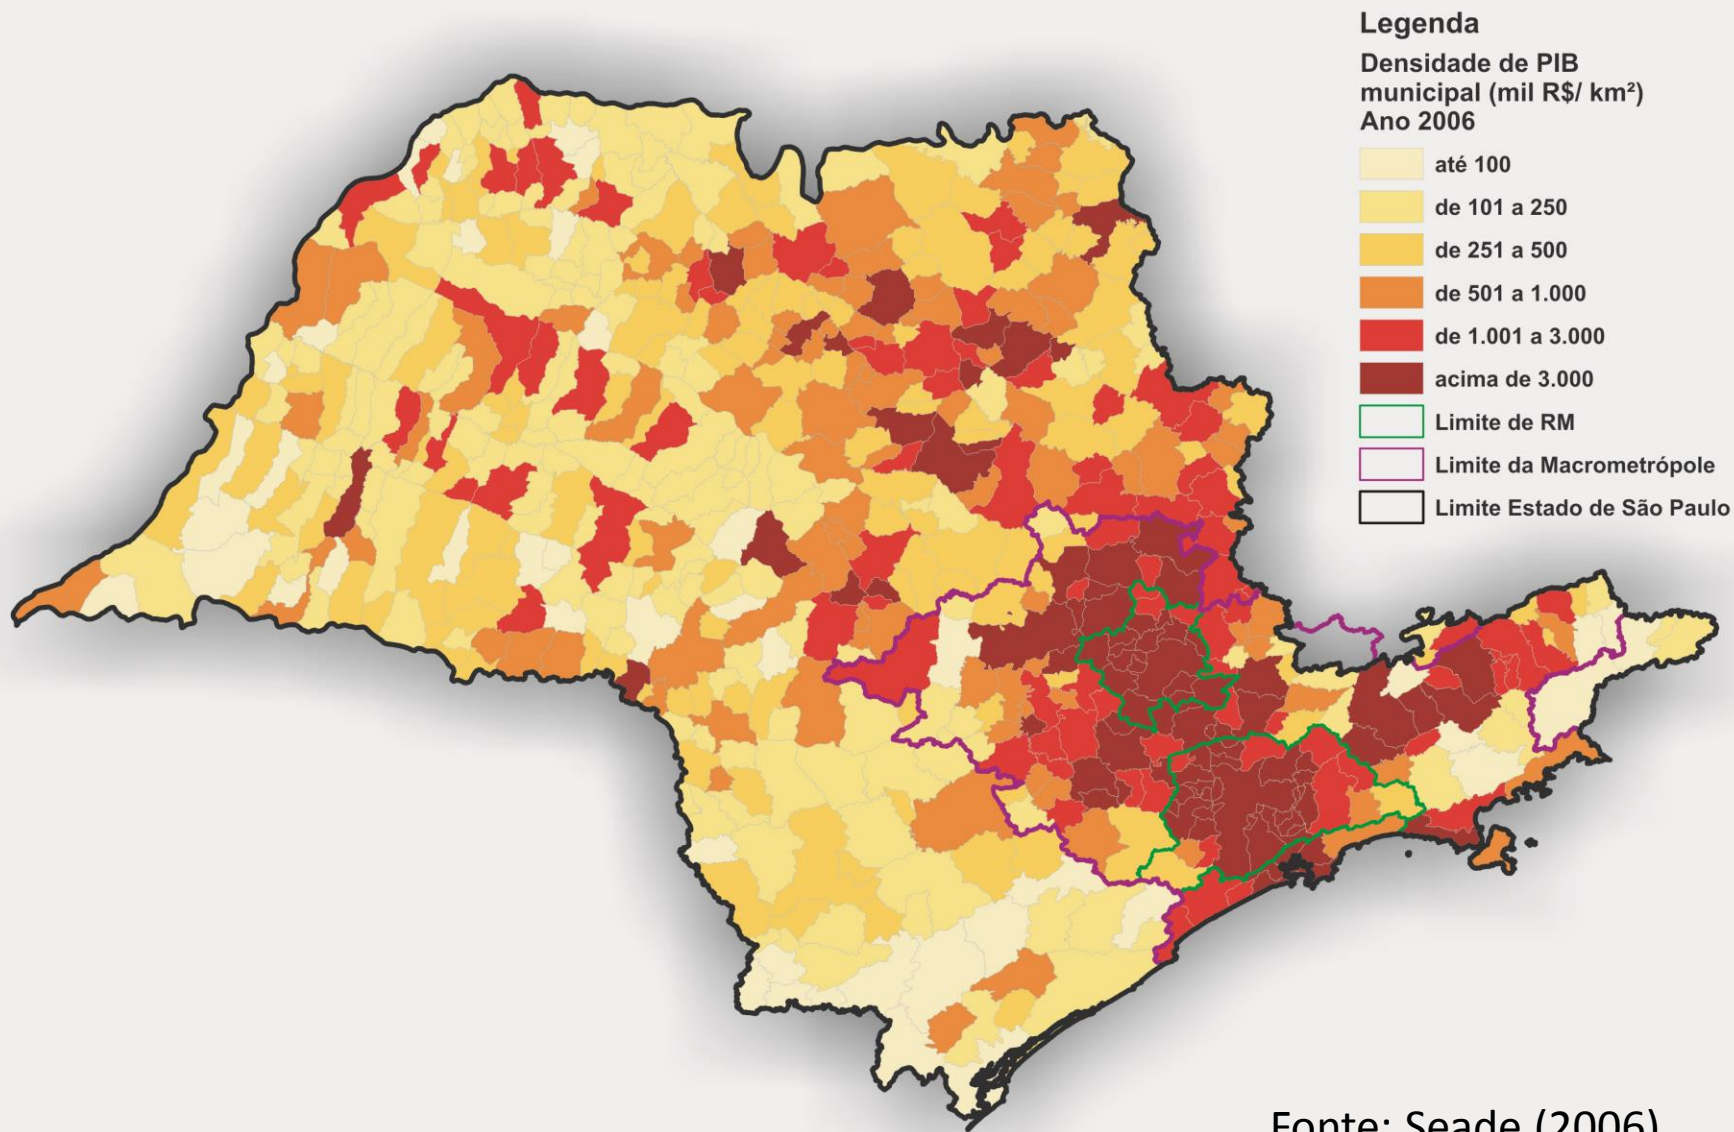 Legenda
Densidade de PIB
municipal (mil R$/ km²)
Ano 2006
até 100
de 101 a 250
de 251 a 500
de 501 a 1.000
de 1.001 a 3.000
acima de 3.000
Limite de RM
Limite da Macrometrópole
Limite Estado de São Paulo
Fonte: Seade (2006)